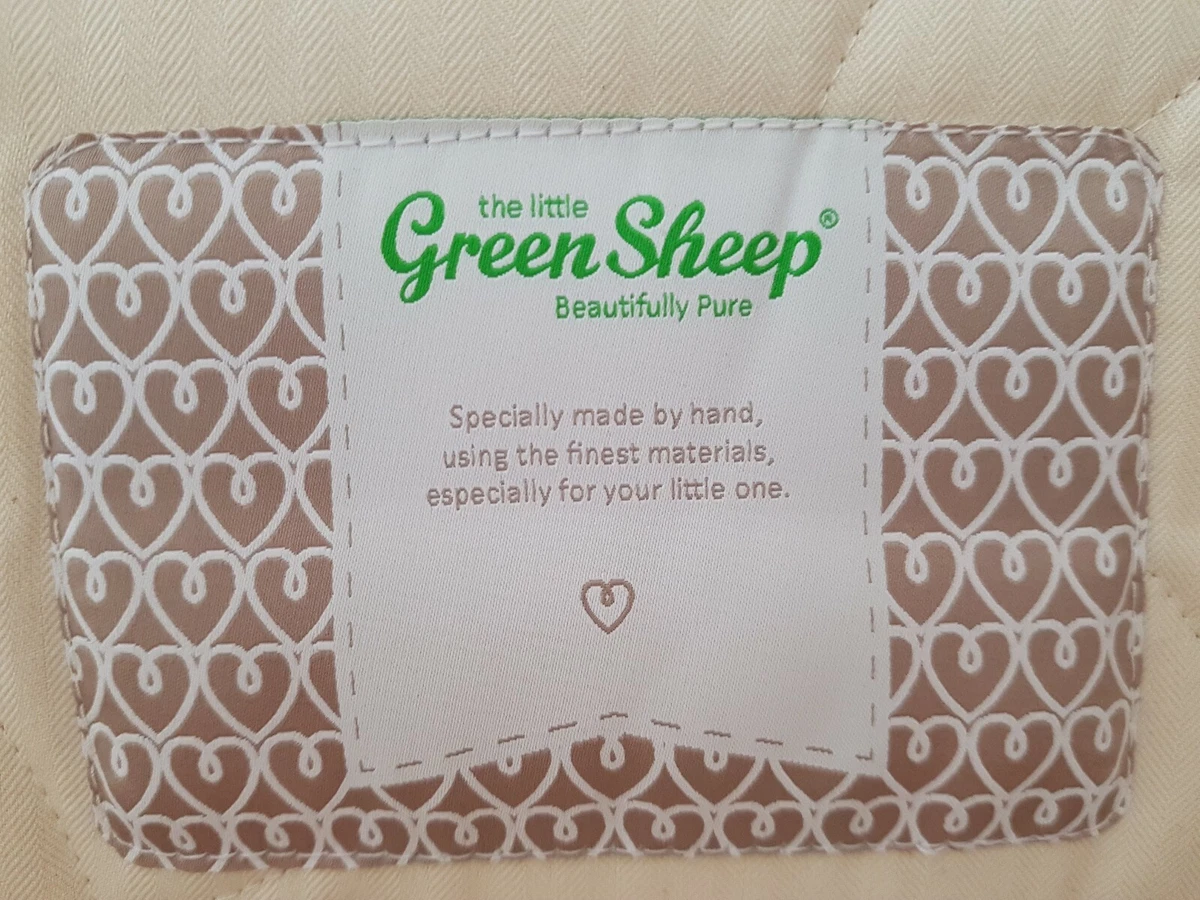 the little
Green Sheep®
Beautifully Pure
Specially made by hand,
using the finest materials,
especially for your little one.